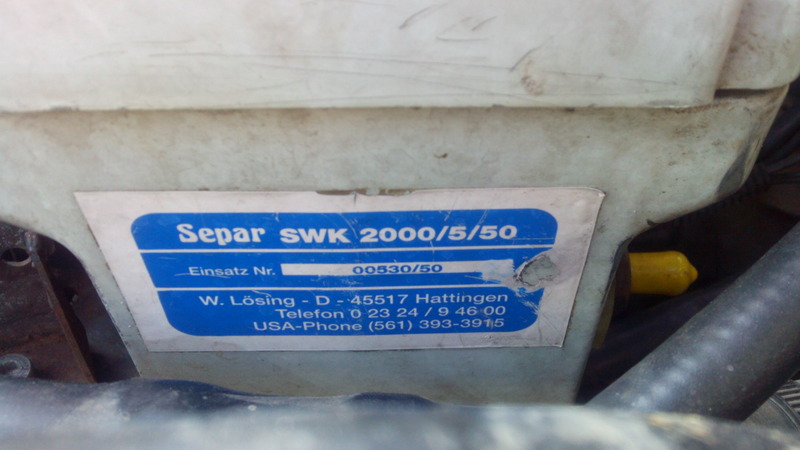 Separ SWK 2000/5/50
Einsatz Nr. 00530/50
W. Lösing - D - 45517 Hattingen
Telefon 0 23 24 / 9 46 00
USA-Phone (561) 393-3915